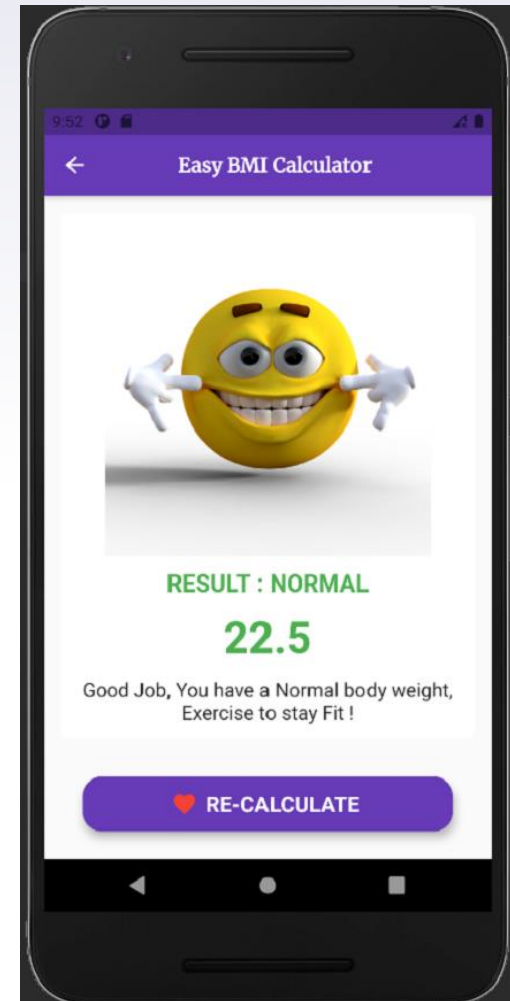 9:52
Easy BMI Calculator
RESULT : NORMAL
22.5
Good Job, You have a Normal body weight,
Exercise to stay Fit !
RE-CALCULATE